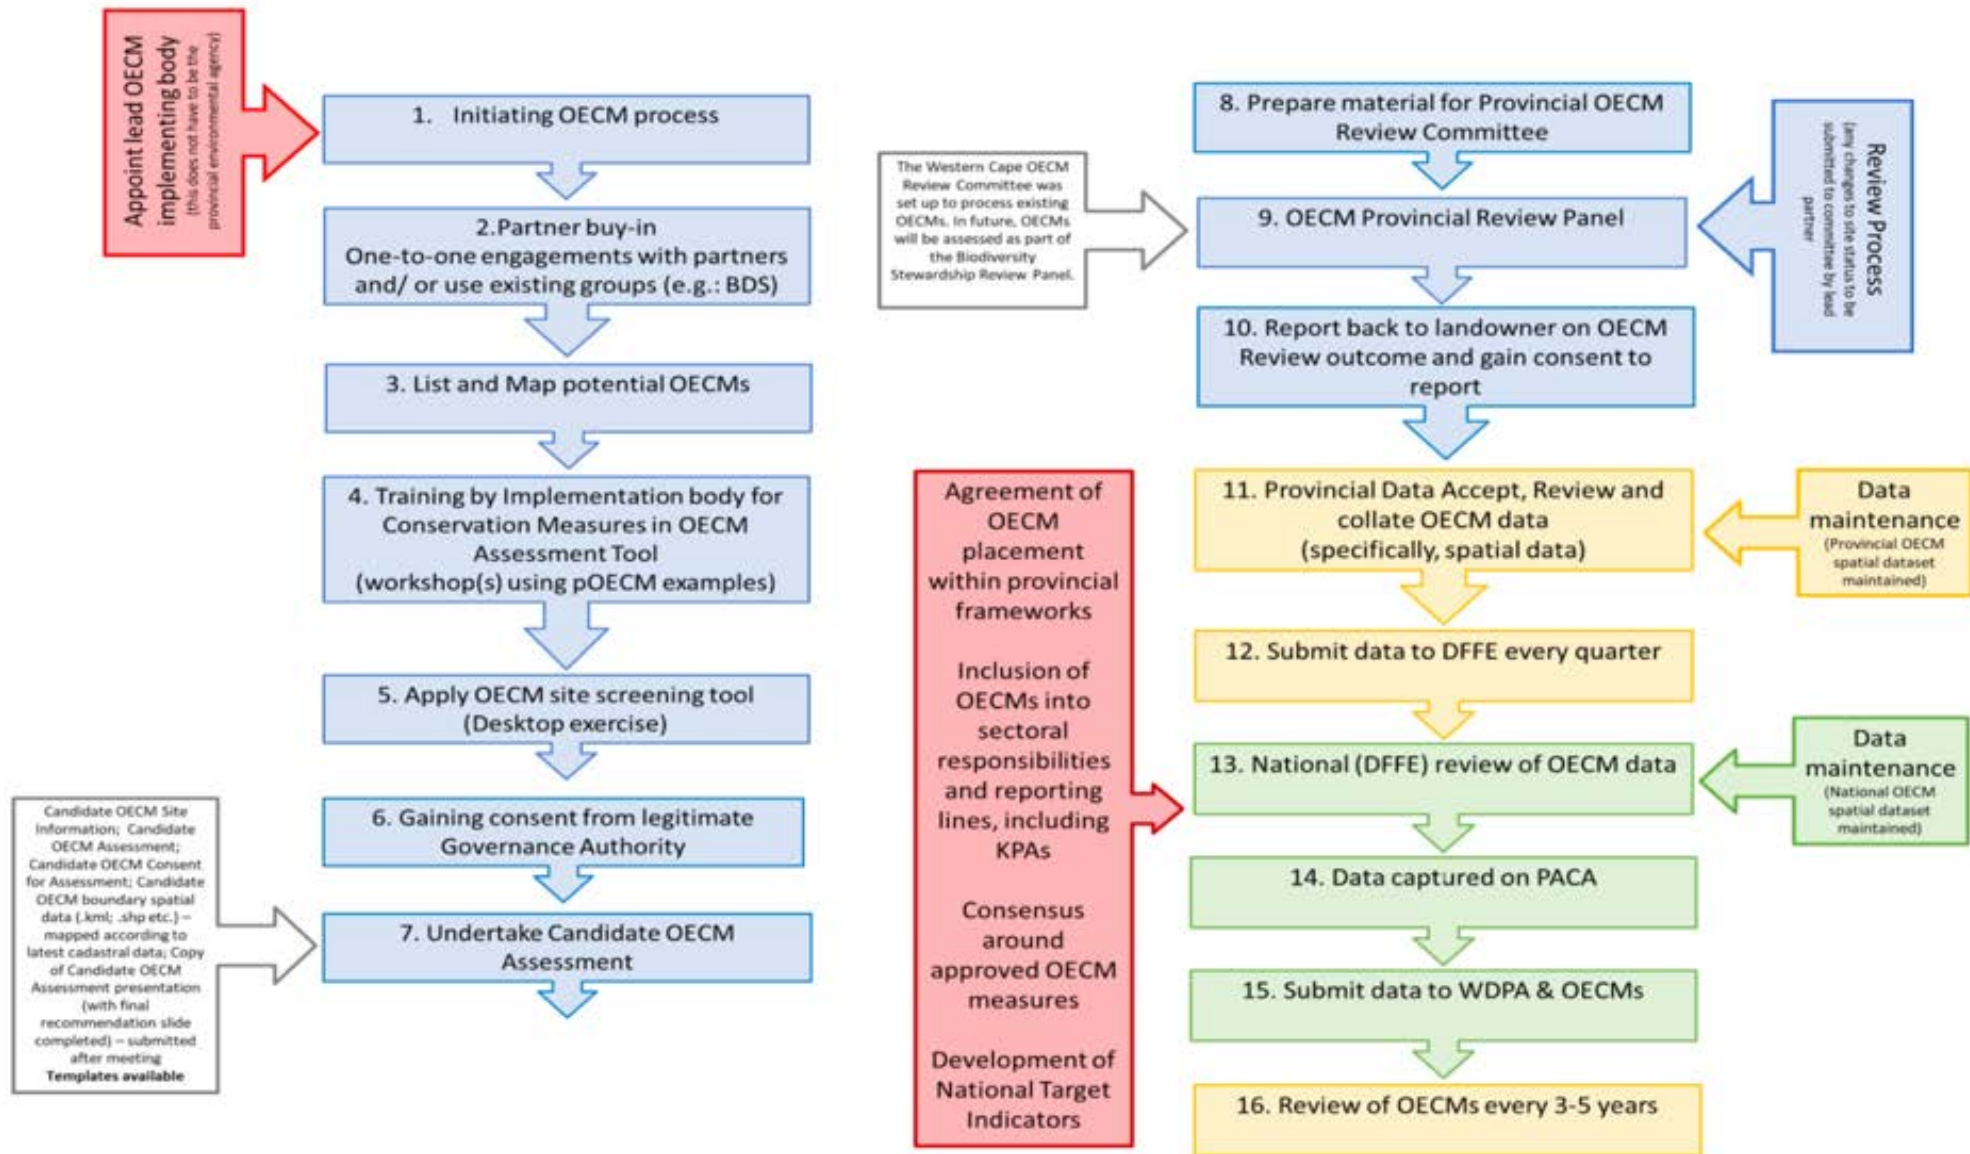 Appoint lead OECM
implementing body
(this does not have to be the
provincial environmental agency)
1. Initiating OECM process
2.Partner buy-in
One-to-one engagements with partners
and/ or use existing groups (e.g.: BDS)
3. List and Map potential OECMs
4. Training by Implementation body for
Conservation Measures in OECM
Assessment Tool
(workshop(s) using pOECM examples)
5. Apply OECM site screening tool
(Desktop exercise)
6. Gaining consent from legitimate
Governance Authority
Candidate OECM Site
Information; Candidate
OECM Assessment;
Candidate OECM Consent
for Assessment; Candidate
OECM boundary spatial
data (.kml; .shp etc.) –
mapped according to
latest cadastral data; Copy
of Candidate OECM
Assessment presentation
(with final
recommendation slide
completed) – submitted
after meeting
Templates available
7. Undertake Candidate OECM
Assessment
8. Prepare material for Provincial OECM
Review Committee
The Western Cape OECM
Review Committee was
set up to process existing
OECMs. In future, OECMs
will be assessed as part of
the Biodiversity
Stewardship Review Panel.
9. OECM Provincial Review Panel
Review Process
(any changes to site status to be
submitted to committee by lead
partner
10. Report back to landowner on OECM
Review outcome and gain consent to
report
Agreement of
OECM
placement
within provincial
frameworks
Inclusion of
OECMs into
sectoral
responsibilities
and reporting
lines, including
KPAs
Consensus
around
approved OECM
measures
Development of
National Target
Indicators
11. Provincial Data Accept, Review and
collate OECM data
(specifically, spatial data)
Data
maintenance
(Provincial OECM
spatial dataset
maintained)
12. Submit data to DFFE every quarter
13. National (DFFE) review of OECM data
Data
maintenance
(National OECM
spatial dataset
maintained)
14. Data captured on PACA
15. Submit data to WDPA & OECMs
16. Review of OECMs every 3-5 years